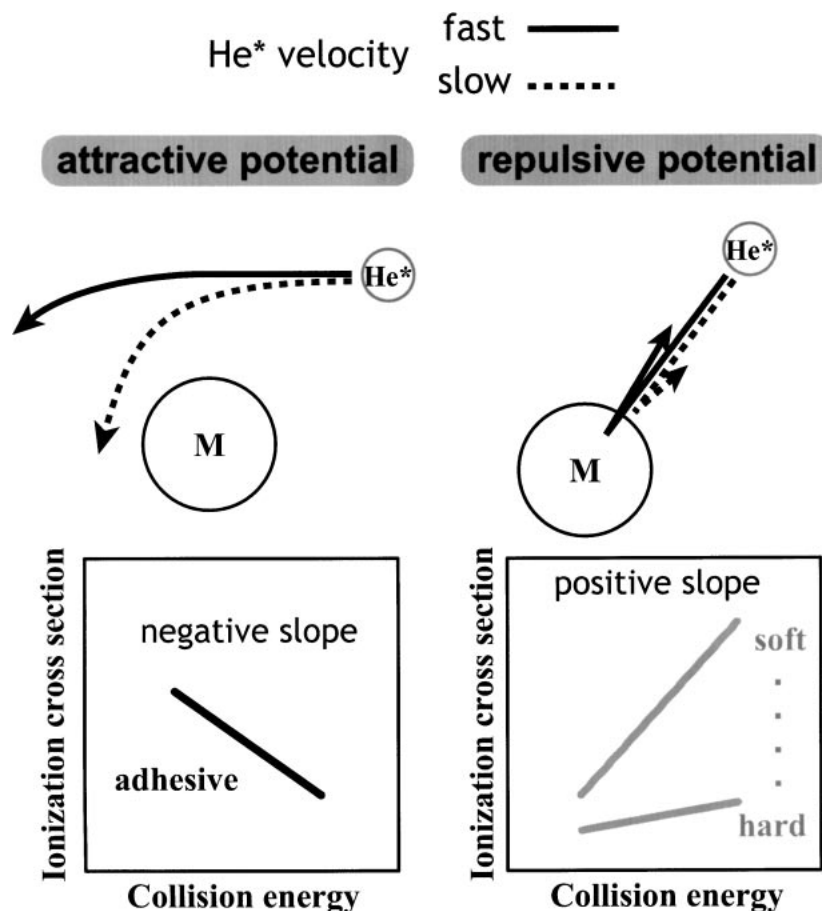 He* velocity
fast
slow
attractive potential
repulsive potential
He*
He*
M
M
Ionization cross section
negative slope
adhesive
Collision energy
Ionization cross section
positive slope
soft
hard
Collision energy